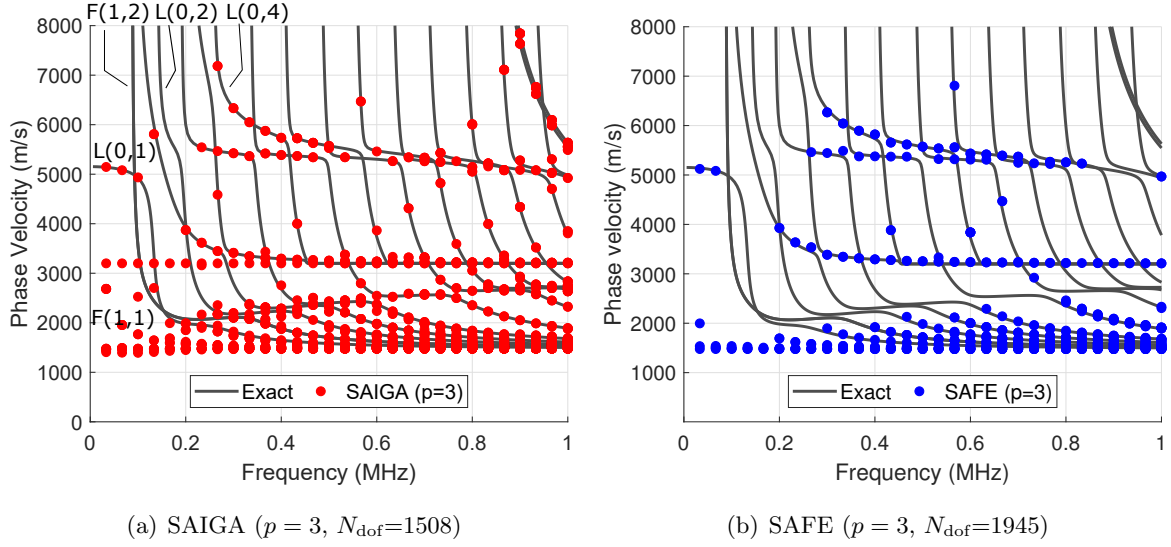 F(1,2) L(0,2) L(0,4)
8000
7000
6000
5000
4000
3000
2000
1000
0
Phase Velocity (m/s)
L(0,1)
F(1,1)
Exact SAIGA (p=3)
0 0.2 0.4 0.6 0.8 1
Frequency (MHz)
(a) SAIGA (p = 3, Ndof=1508)
8000
7000
6000
5000
4000
3000
2000
1000
Phase velocity (m/s)
Exact SAFE (p=3)
0 0.2 0.4 0.6 0.8 1
Frequency (MHz)
(b) SAFE (p = 3, Ndof=1945)